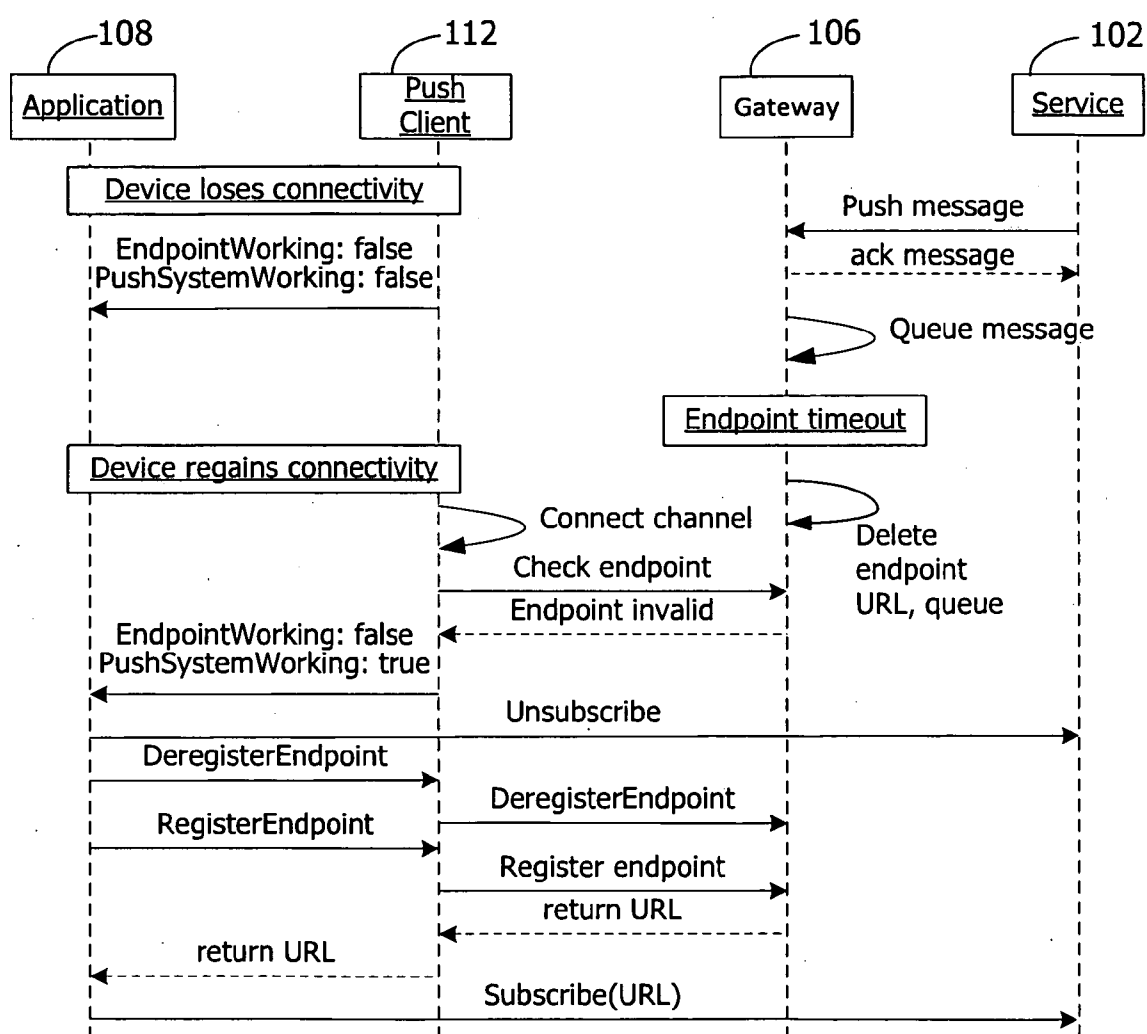 108
112
106
102
Application
Push
Client
Gateway
Service
Device loses connectivity
Push message
EndpointWorking: false
PushSystemWorking: false
ack message
Queue message
Endpoint timeout
Device regains connectivity
Connect channel
Delete
endpoint
URL, queue
Check endpoint
Endpoint invalid
EndpointWorking: false
PushSystemWorking: true
Unsubscribe
DeregisterEndpoint
DeregisterEndpoint
RegisterEndpoint
Register endpoint
return URL
return URL
Subscribe(URL)